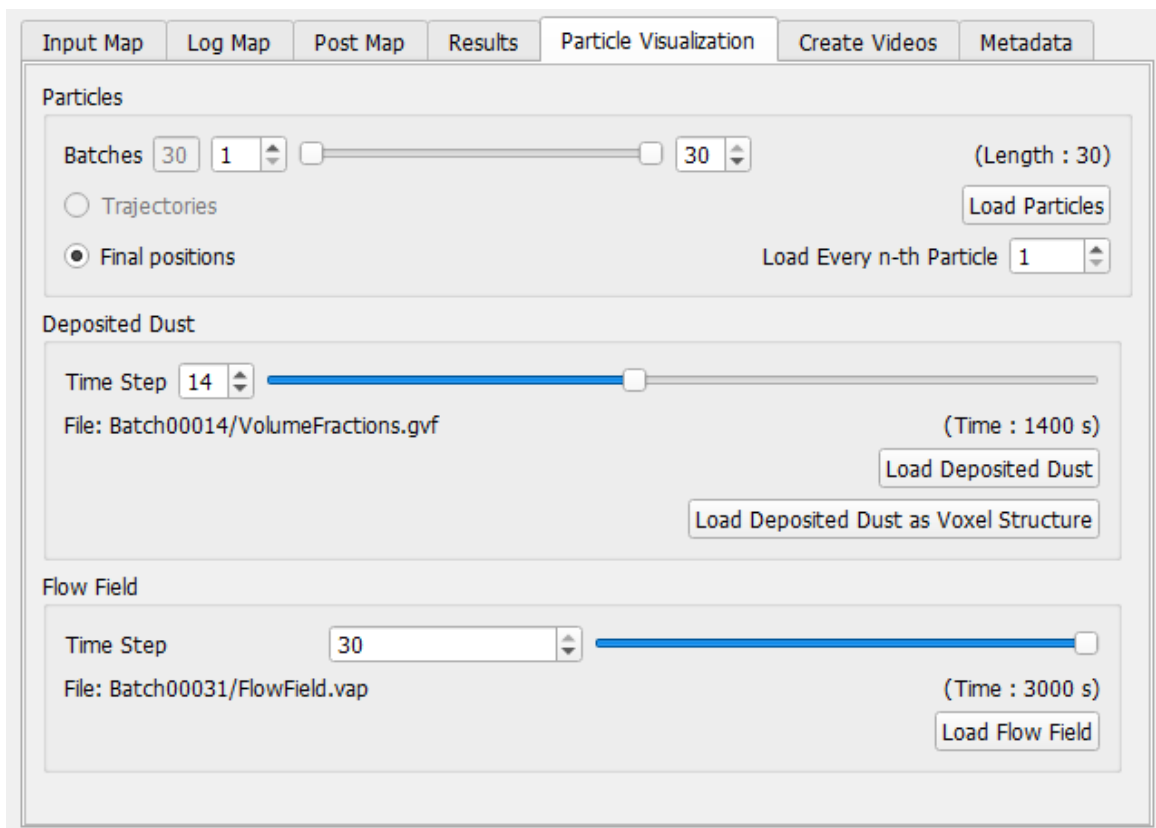 Input Map Log Map Post Map Results Particle Visualization Create Videos Metadata
Particles
Batches 30 1 30 (Length : 30)
Trajectories Load Particles
Final positions Load Every n-th Particle 1
Deposited Dust
Time Step 14
File: Batch00014/VolumeFractions.gvf (Time : 1400 s)
Load Deposited Dust
Load Deposited Dust as Voxel Structure
Flow Field
Time Step 30
File: Batch00031/FlowField.vap (Time : 3000 s)
Load Flow Field